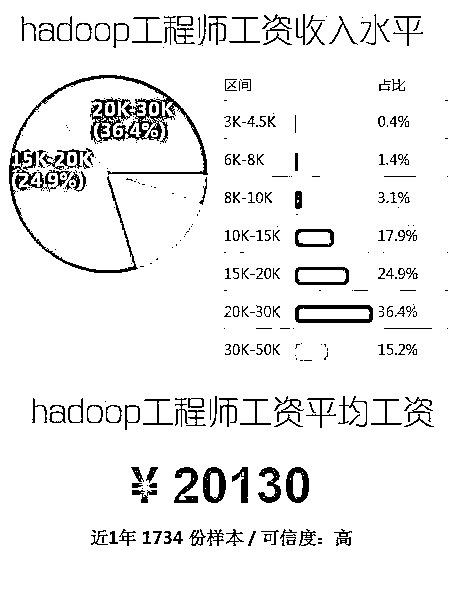 hadoop工程师工资收入水平
20K-30K
(36.4%)
15K-20K
(24.9%)
区间 占比
3K-4.5K 0.4%
6K-8K 1.4%
8K-10K 3.1%
10K-15K 17.9%
15K-20K 24.9%
20K-30K 36.4%
30K-50K 15.2%
hadoop工程师工资平均工资
¥ 20130
近1年 1734 份样本 / 可信度：高